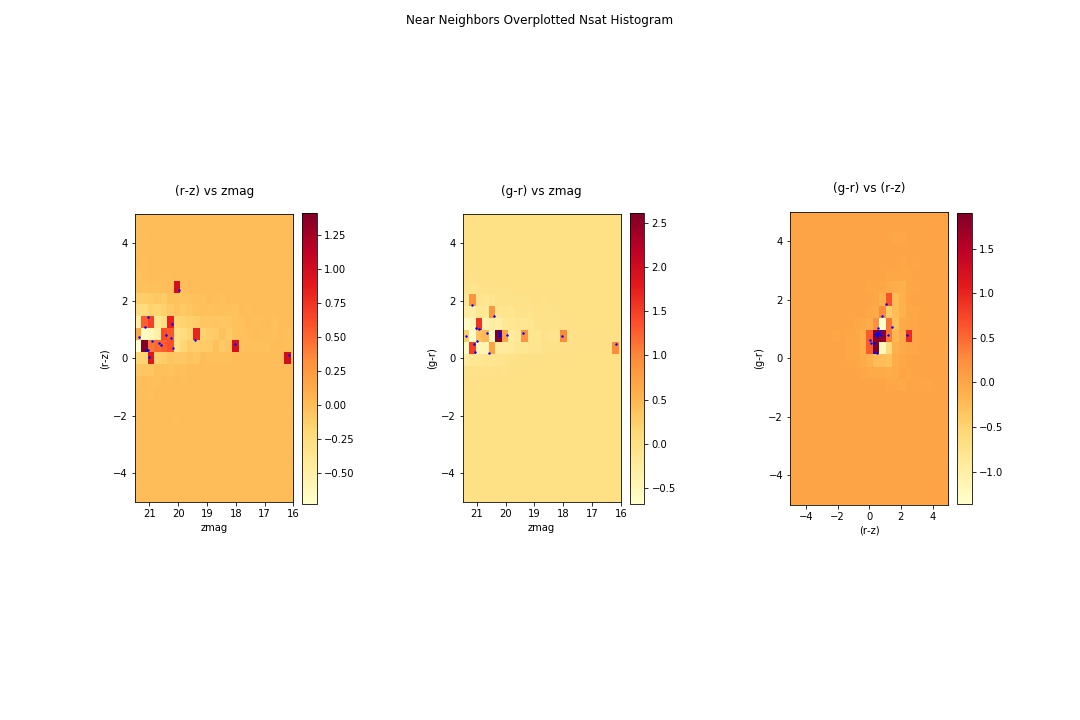 Near Neighbors Overplotted Nsat Histogram
(r-z) vs zmag
(g-r) vs zmag
(g-r) vs (r-z)
(r-z)
4
2
0
−2
−4
21 20 19 18 17 16
zmag
1.25
1.00
0.75
0.50
0.25
0.00
−0.25
−0.50
(g-r)
4
2
0
−2
−4
21 20 19 18 17 16
zmag
2.5
2.0
1.5
1.0
0.5
0.0
−0.5
(g-r)
4
2
0
−2
−4
−4 −2 0 2 4
(r-z)
1.5
1.0
0.5
0.0
−0.5
−1.0